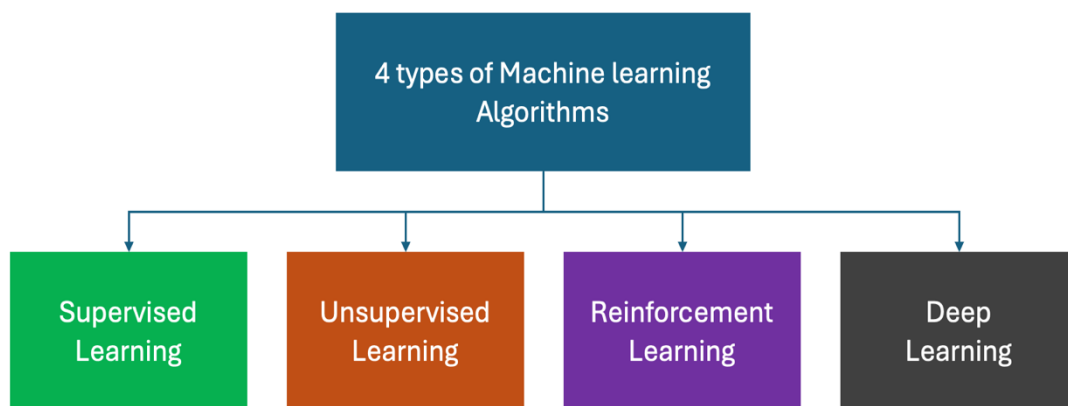 4 types of Machine learning
Algorithms
Supervised
Learning
Unsupervised
Learning
Reinforcement
Learning
Deep
Learning